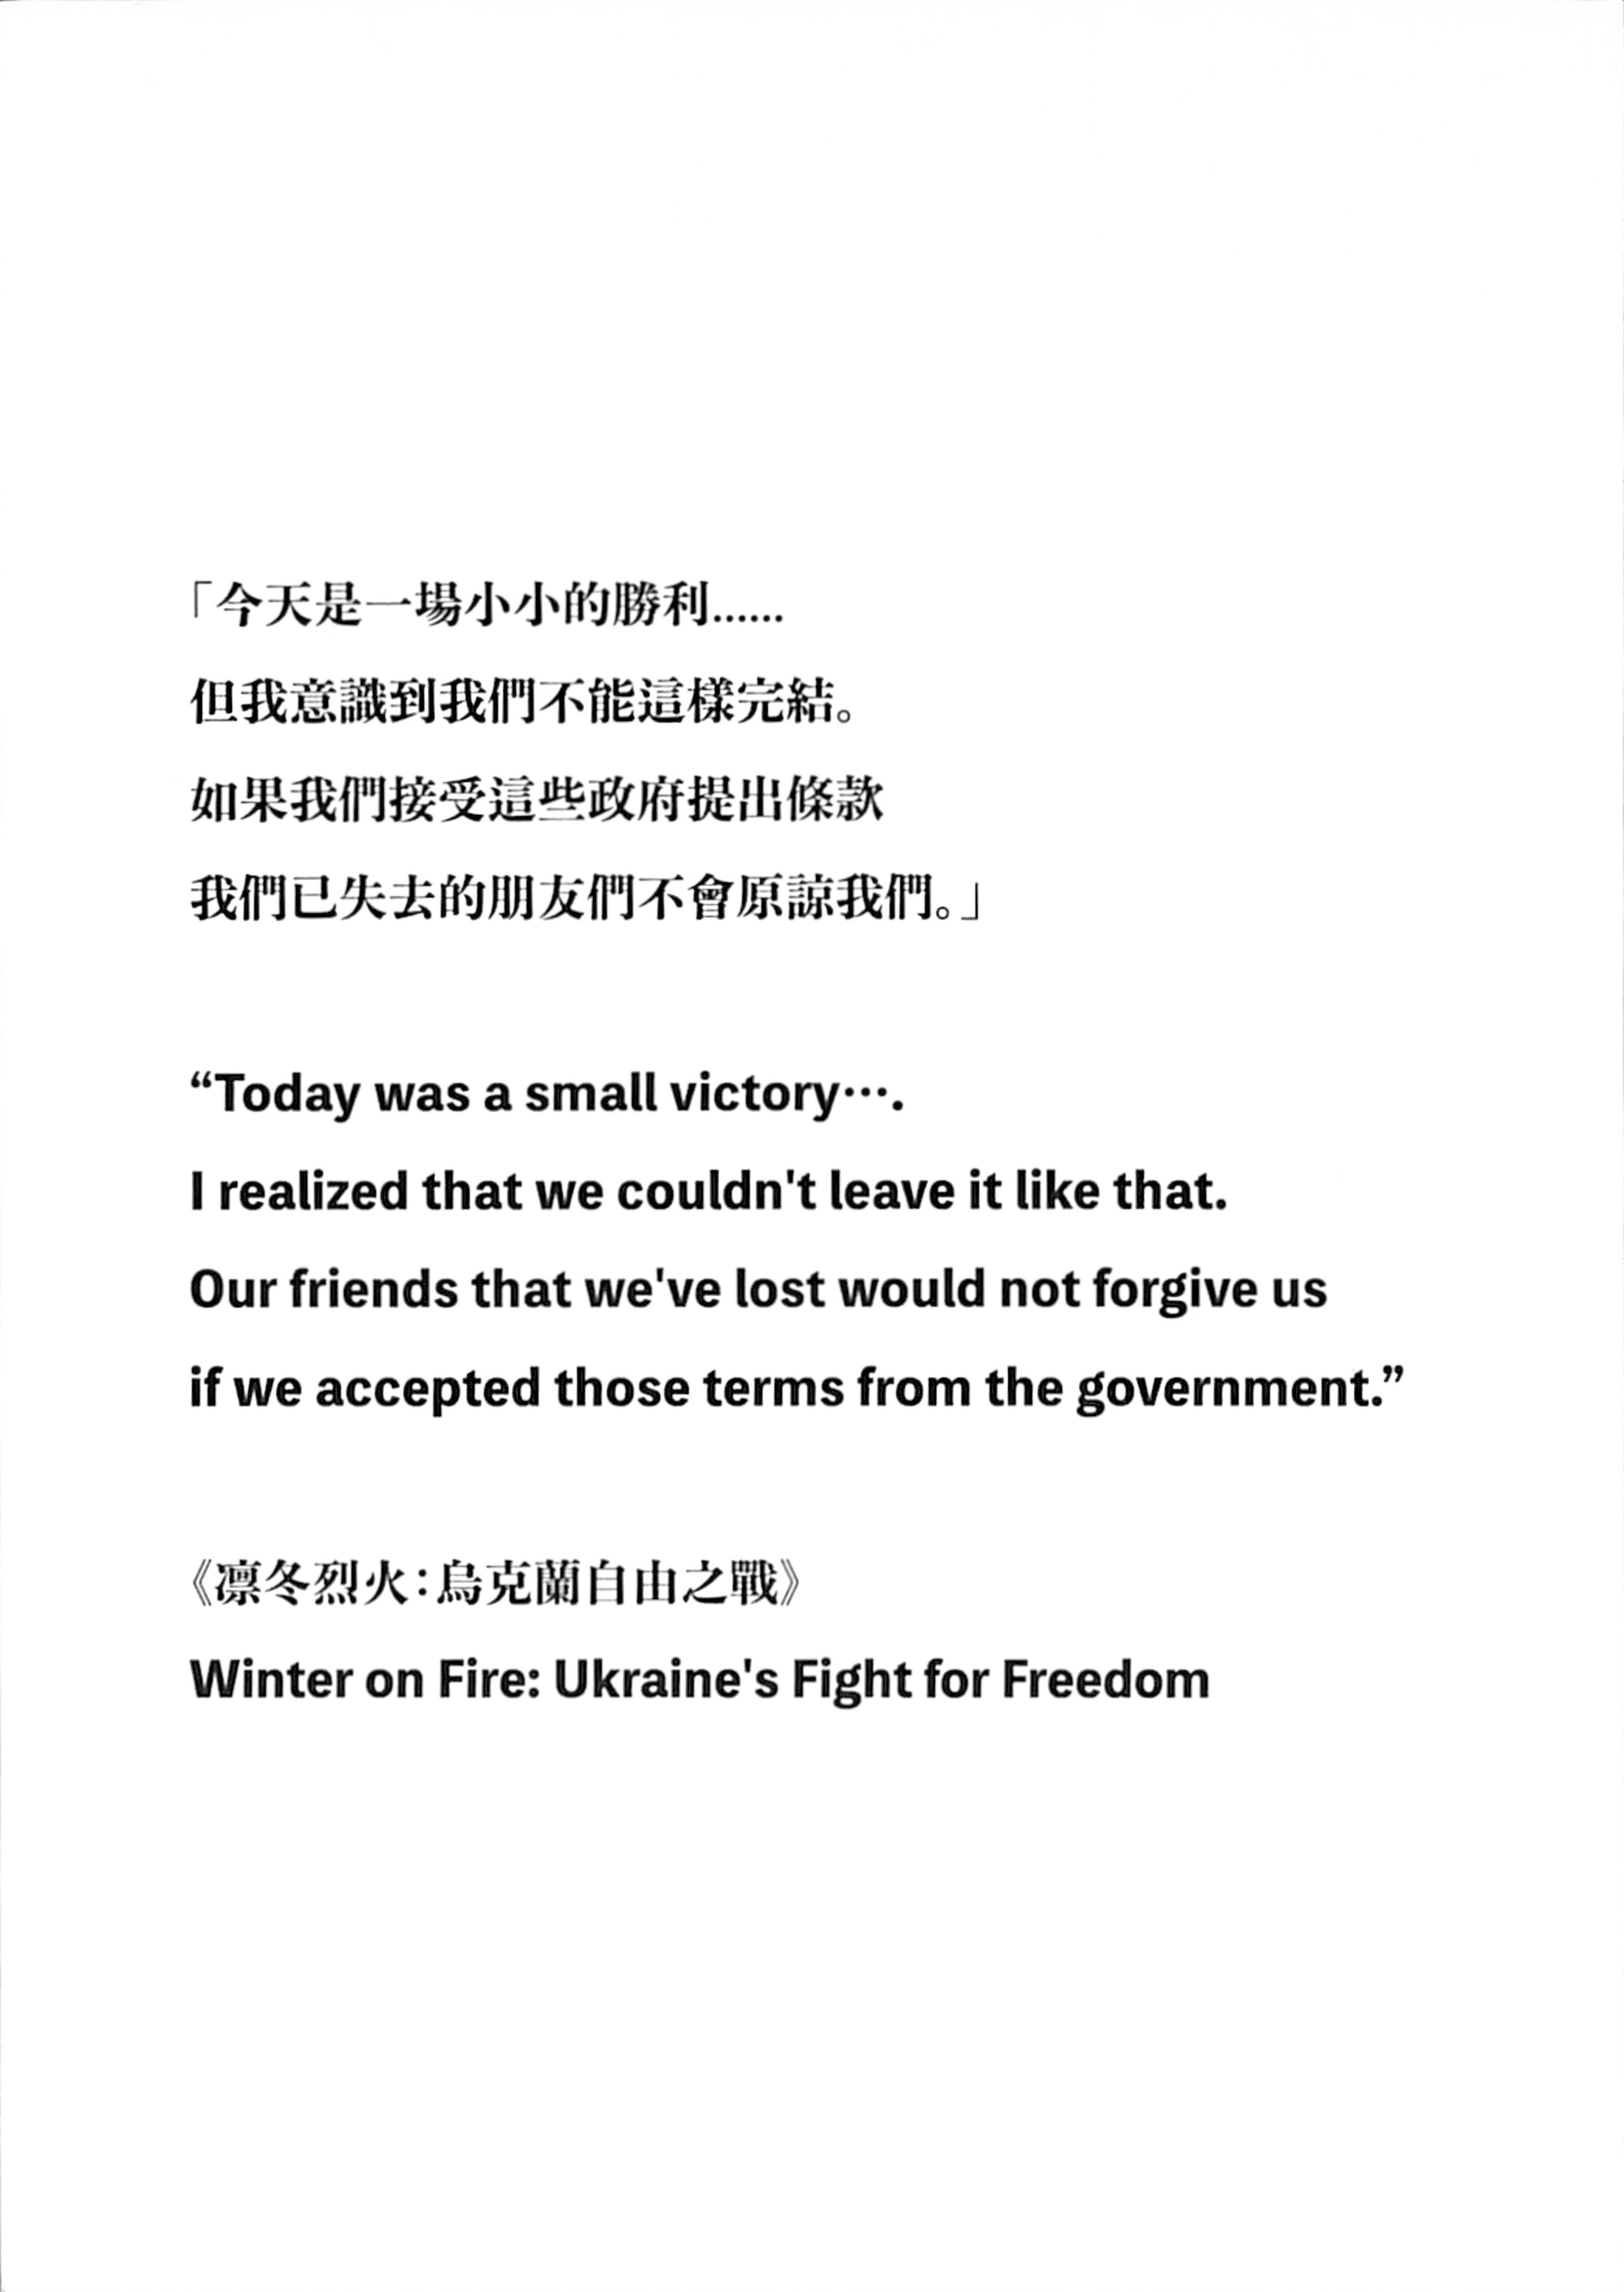 「今天是一場小小的勝利......
但我意識到我們不能這樣完結。
如果我們接受這些政府提出條款
我們已失去的朋友們不會原諒我們。」
“Today was a small victory….
I realized that we couldn't leave it like that.
Our friends that we've lost would not forgive us
if we accepted those terms from the government.”
《凜冬烈火：烏克蘭自由之戰》
Winter on Fire: Ukraine's Fight for Freedom